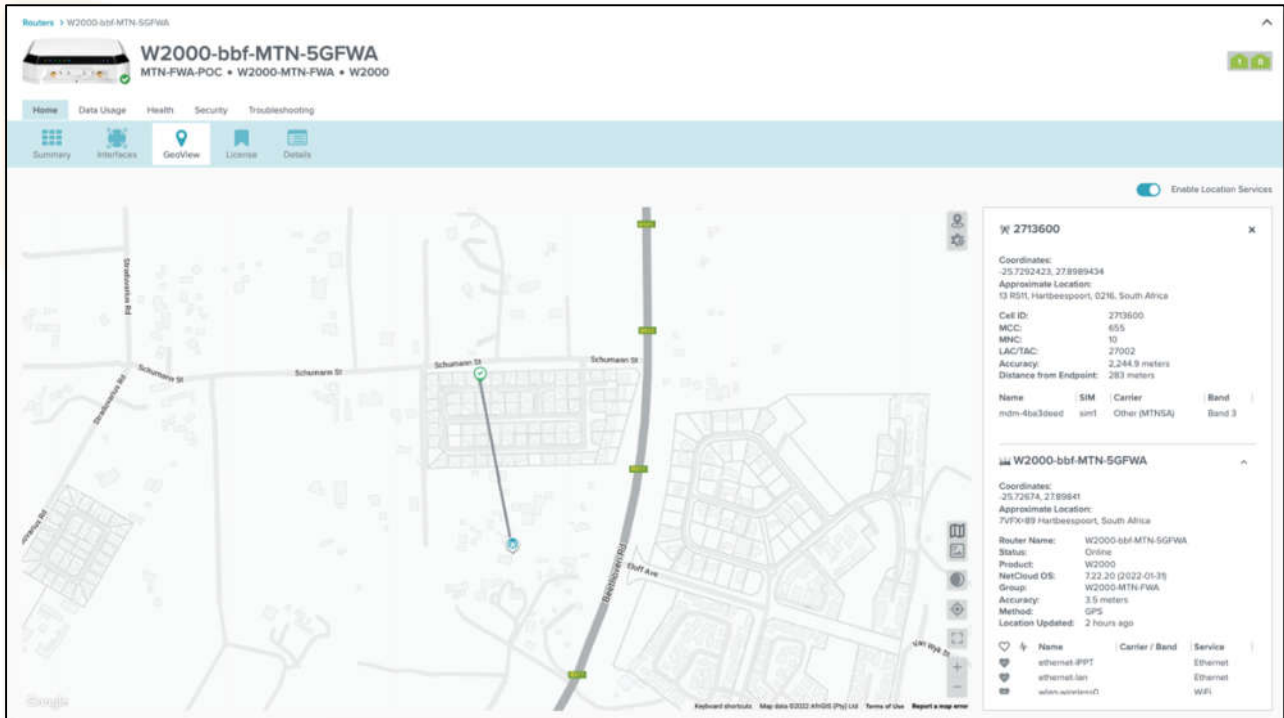 Routers > W2000-bbf-MTN-5GFWA
W2000-bbf-MTN-5GFWA
MTN-FWA-POC • W2000-MTN-FWA • W2000
Home Data Usage Health Security Troubleshooting
Summary Interfaces GeoView License Details
Enable Location Services
Stradivarius Rd
Schumann St
Schumann St
Schumann St
Schumann St
Stradivarius Rd
Beethoven Rd
Eloff Ave
Van Wyk St
Google
Keyboard shortcuts Map data ©2022 AfriGIS (Pty) Ltd Terms of Use Report a map error
2713600
Coordinates:
-25.7292423, 27.8989434
Approximate Location:
13 R511, Hartbeespoort, 0216, South Africa
Cell ID: 2713600
MCC: 655
MNC: 10
LAC/TAC: 27002
Accuracy: 2,244.9 meters
Distance from Endpoint: 283 meters
Name SIM Carrier Band
mdm-4ba3deed sim1 Other (MTNSA) Band 3
W2000-bbf-MTN-5GFWA
Coordinates:
-25.72674, 27.89841
Approximate Location:
7VFX+89 Hartbeespoort, South Africa
Router Name: W2000-bbf-MTN-5GFWA
Status: Online
Product: W2000
NetCloud OS: 7.22.20 (2022-01-31)
Group: W2000-MTN-FWA
Accuracy: 3.5 meters
Method: GPS
Location Updated: 2 hours ago
Name Carrier / Band Service
ethernet-IPPT Ethernet
ethernet-lan Ethernet
wlan-wireless0 WiFi